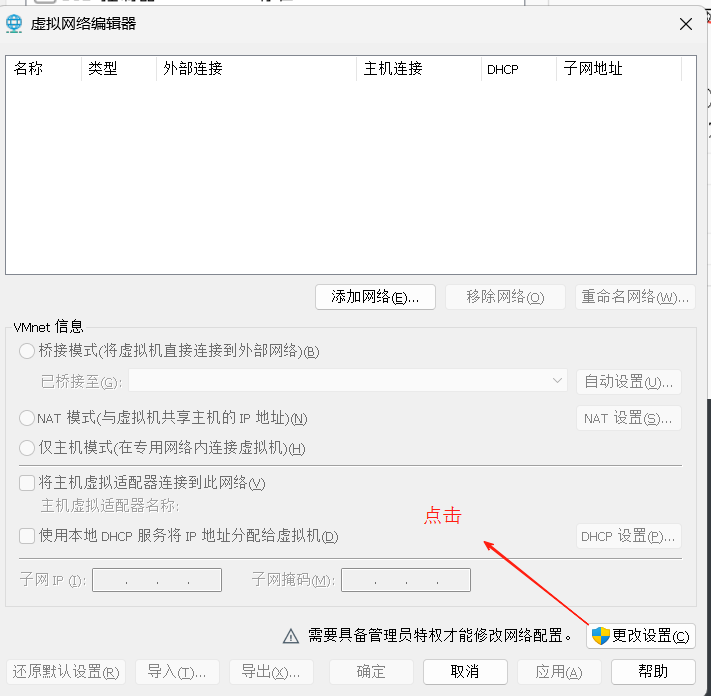 虚拟网络编辑器
名称 类型 外部连接 主机连接 DHCP 子网地址
添加网络(E)... 移除网络(O) 重命名网络(W)...
VMnet 信息
桥接模式(将虚拟机直接连接到外部网络)(B)
已桥接至(G): 自动设置(U)...
NAT 模式(与虚拟机共享主机的 IP 地址)(N) NAT 设置(S)...
仅主机模式(在专用网络内连接虚拟机)(H)
将主机虚拟适配器连接到此网络(V)
主机虚拟适配器名称:
点击
使用本地 DHCP 服务将 IP 地址分配给虚拟机(D) DHCP 设置(P)...
子网 IP (I): . . . 子网掩码(M): . . .
需要具备管理员特权才能修改网络配置。 更改设置(C)
还原默认设置(R) 导入(T)... 导出(X)... 确定 取消 应用(A) 帮助